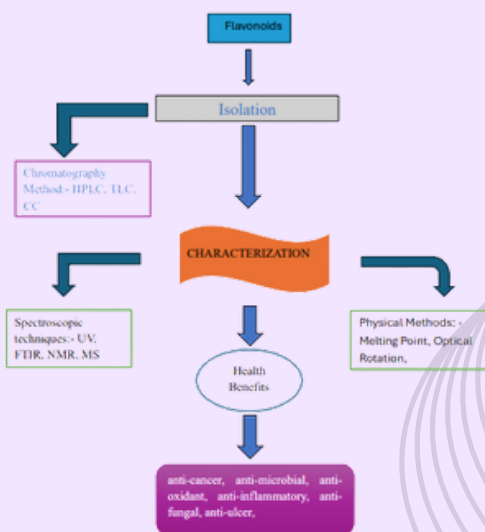 Flavonoids
Isolation
Chromatography
Method:- HPLC, TLC,
CC
CHARACTERIZATION
Spectroscopic
techniques:- UV,
FTIR, NMR, MS
Physical Methods: -
Melting Point, Optical
Rotation,
Health
Benefits
anti-cancer, anti-microbial, anti-
oxidant, anti-inflammatory, anti-
fungal, anti-ulcer,